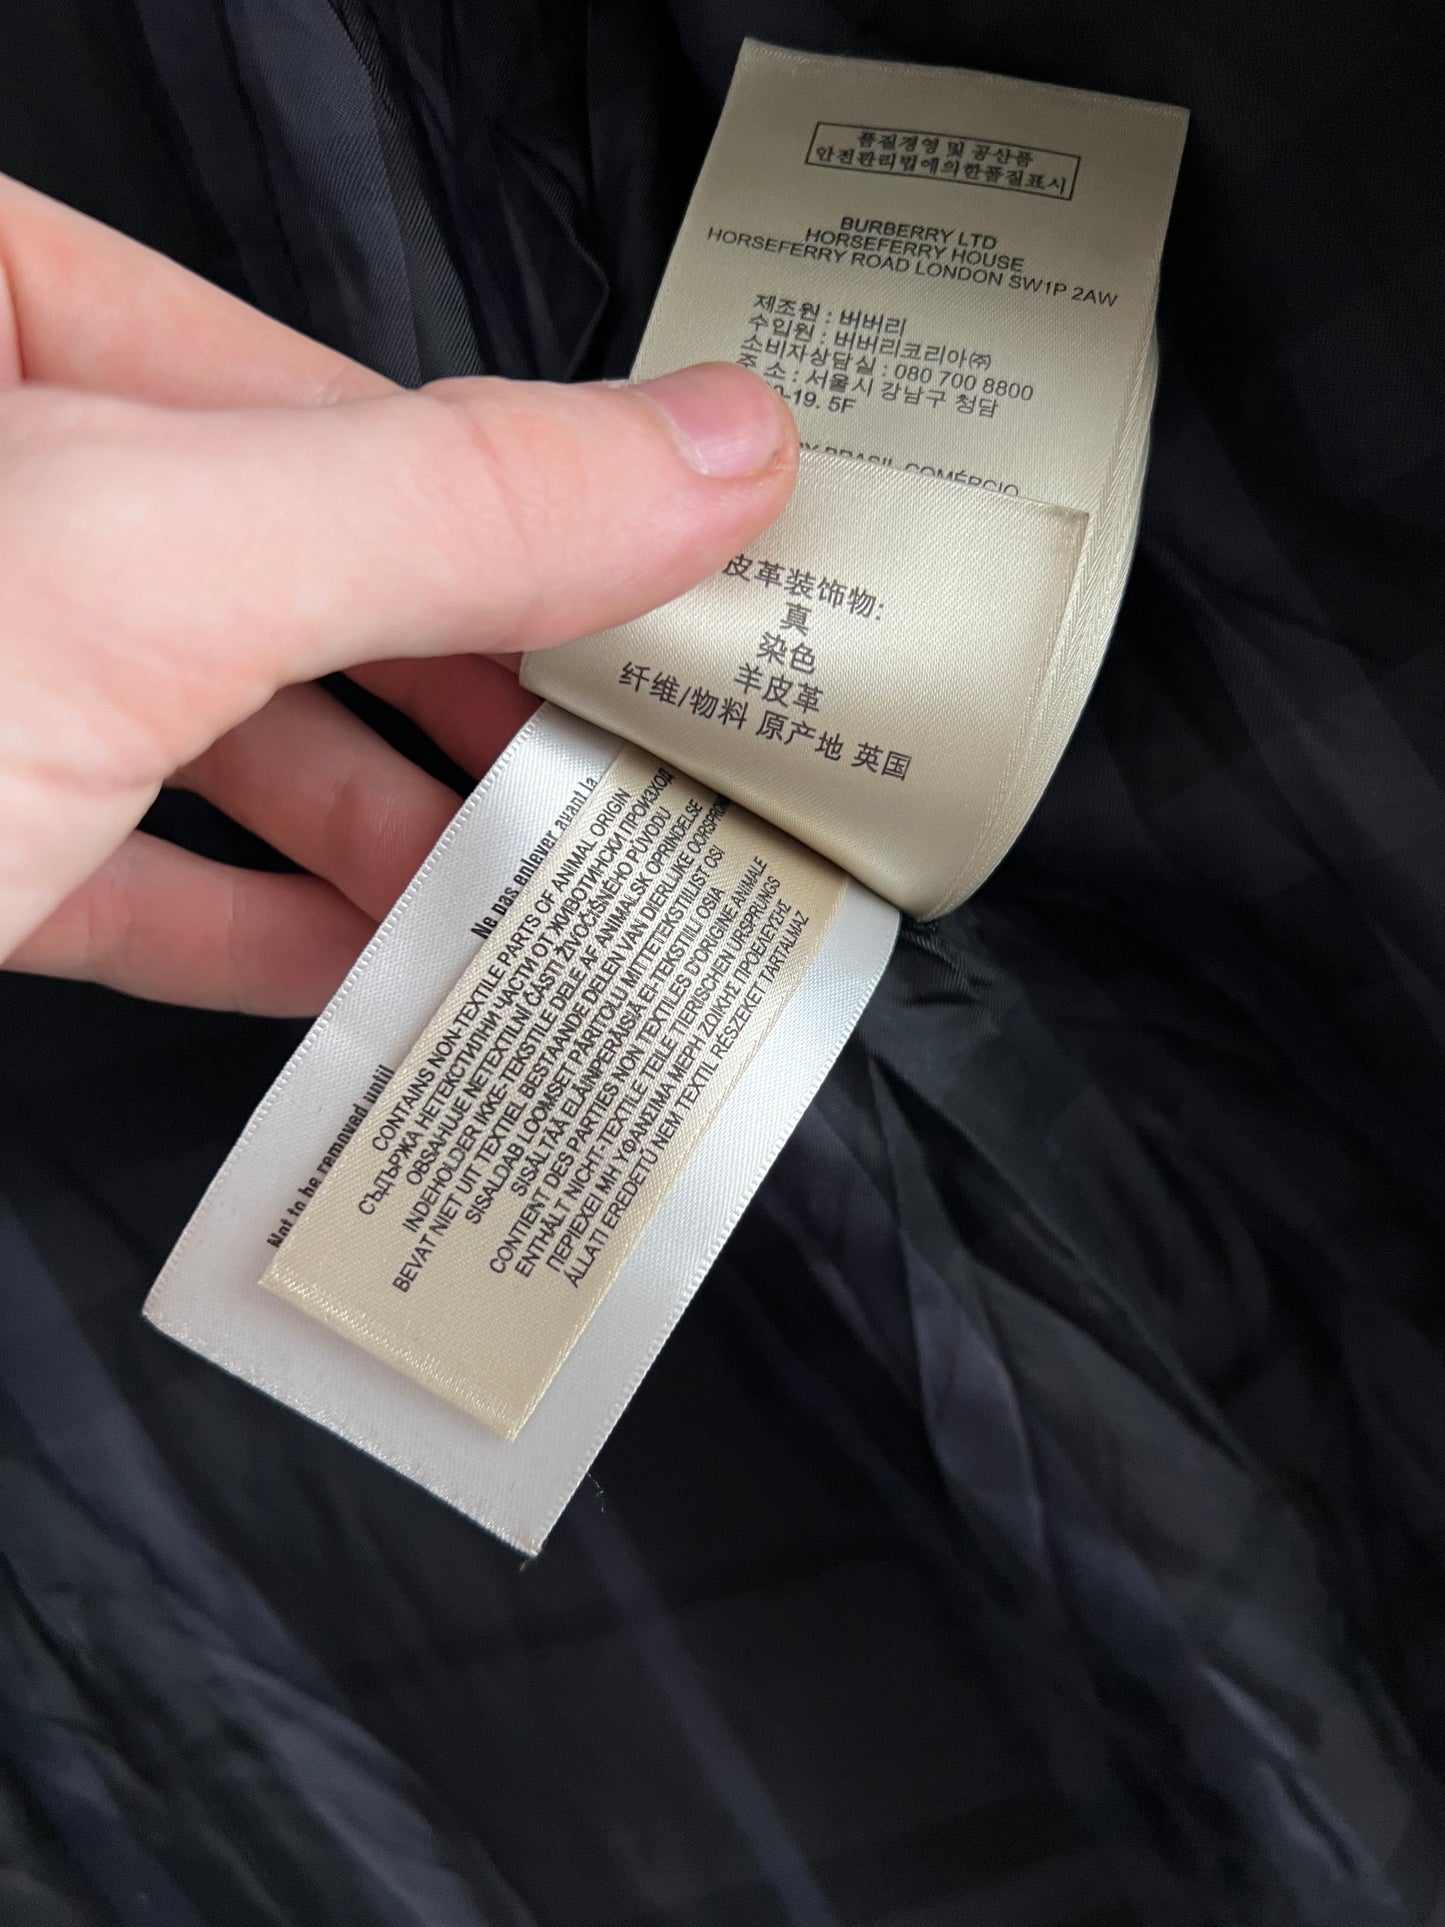 품질경영 및 공산품
안전관리법에의한품질표시
BURBERRY LTD
HORSEFERRY HOUSE
HORSEFERRY ROAD LONDON SW1P 2AW
제조원 : 버버리
수입원 : 버버리코리아㈜
소비자상담실 : 080 700 8800
주 소 : 서울시 강남구 청담
-19. 5F
BRASIL COMÉRCIO
皮革装饰物:
真
染色
羊皮革
纤维/物料 原产地 英国
Ne pas enlever avant la
Not to be removed until
CONTAINS NON-TEXTILE PARTS OF ANIMAL ORIGIN
СЪДЪРЖА НЕТЕКСТИЛНИ ЧАСТИ ОТ ЖИВОТИНСКИ ПРОИЗХОД
OBSAHUJE NETEXTILNÍ ČÁSTI ŽIVOČIŠNÉHO PŮVODU
INDEHOLDER IKKE-TEKSTILE DELE AF ANIMALSK OPRINDELSE
BEVAT NIET UIT TEXTIEL BESTAANDE DELEN VAN DIERLIJKE OORSPRON
SISALDAB LOOMSET PÄRITOLU MITTETEKSTIILIST OSI
SISÄLTÄÄ ELÄINPERÄISIÄ EI-TEKSTIILI OSIA
CONTIENT DES PARTIES NON TEXTILES D'ORIGINE ANIMALE
ENTHÄLT NICHT-TEXTILE TEILE TIERISCHEN URSPRUNGS
ΠΕΡΙΕΧΕΙ ΜΗ ΥΦΑΝΣΙΜΑ ΜΕΡΗ ΖΩΙΚΗΣ ΠΡΟΕΛΕΥΣΗΣ
ÁLLATI EREDETŰ NEM TEXTIL RÉSZEKET TARTALMAZ